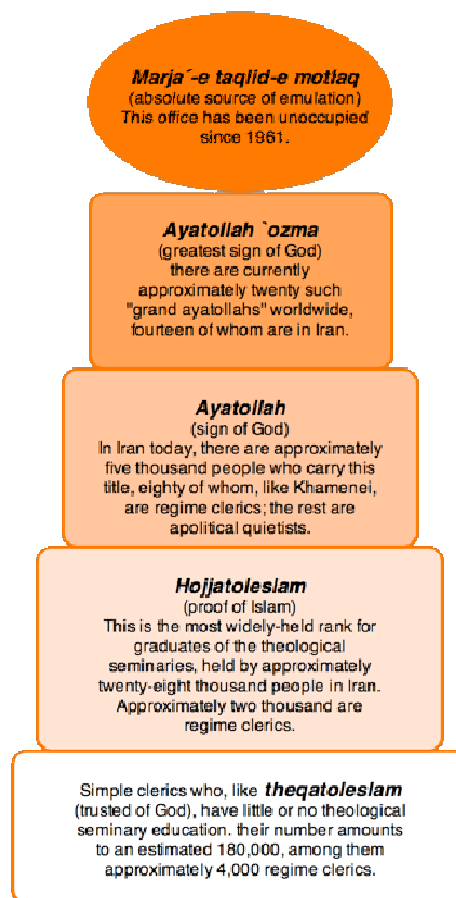 Marja´-e taqlid-e motlaq
(absolute source of emulation)
This office has been unoccupied
since 1961.
Ayatollah `ozma
(greatest sign of God)
there are currently
approximately twenty such
"grand ayatollahs" worldwide,
fourteen of whom are in Iran.
Ayatollah
(sign of God)
In Iran today, there are approximately
five thousand people who carry this
title, eighty of whom, like Khamenei,
are regime clerics; the rest are
apolitical quietists.
Hojjatoleslam
(proof of Islam)
This is the most widely-held rank for
graduates of the theological
seminaries, held by approximately
twenty-eight thousand people in Iran.
Approximately two thousand are
regime clerics.
Simple clerics who, like theqatoleslam
(trusted of God), have little or no theological
seminary education. their number amounts
to an estimated 180,000, among them
approximately 4,000 regime clerics.